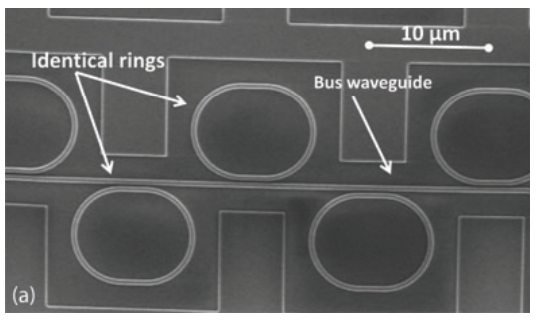 10 μm
Identical rings
Bus waveguide
(a)